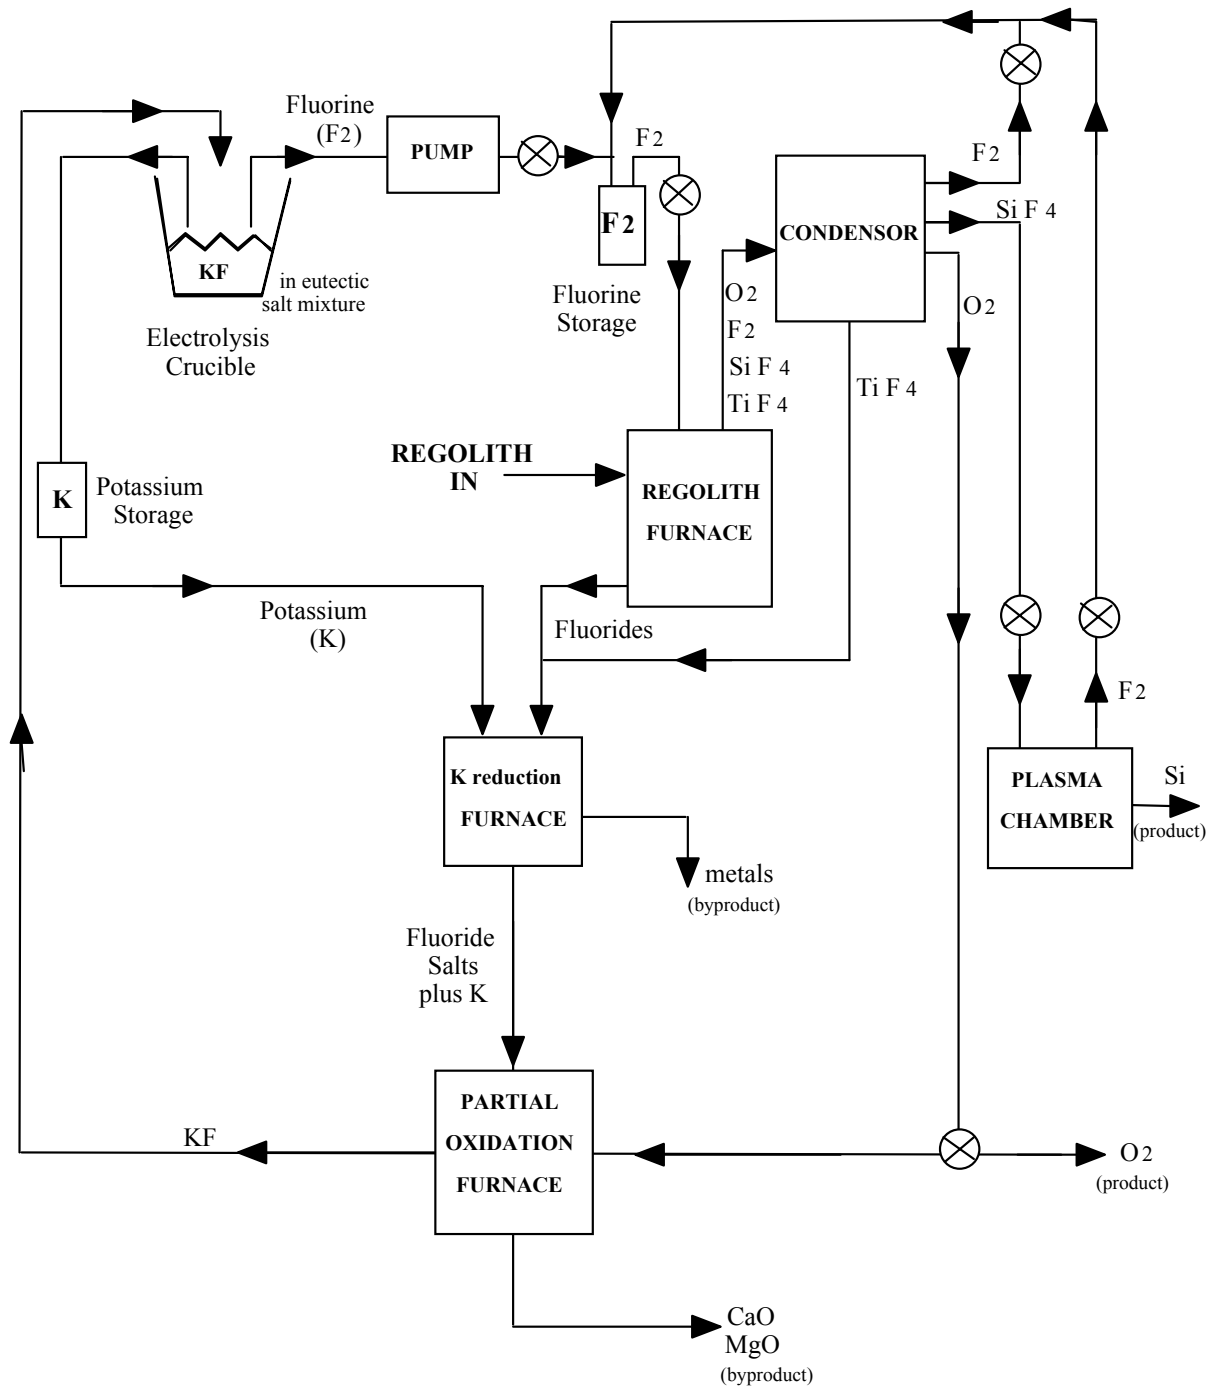 Fluorine
(F2)
PUMP
F2
F2
Fluorine
Storage
KF
in eutectic
salt mixture
Electrolysis
Crucible
CONDENSOR
F2
Si F 4
O2
O2
F2
Si F 4
Ti F 4
Ti F 4
REGOLITH
IN
REGOLITH
FURNACE
K
Potassium
Storage
Potassium
(K)
Fluorides
K reduction
FURNACE
metals
(byproduct)
F2
PLASMA
CHAMBER
Si
(product)
Fluoride
Salts
plus K
PARTIAL
OXIDATION
FURNACE
KF
O2
(product)
CaO
MgO
(byproduct)